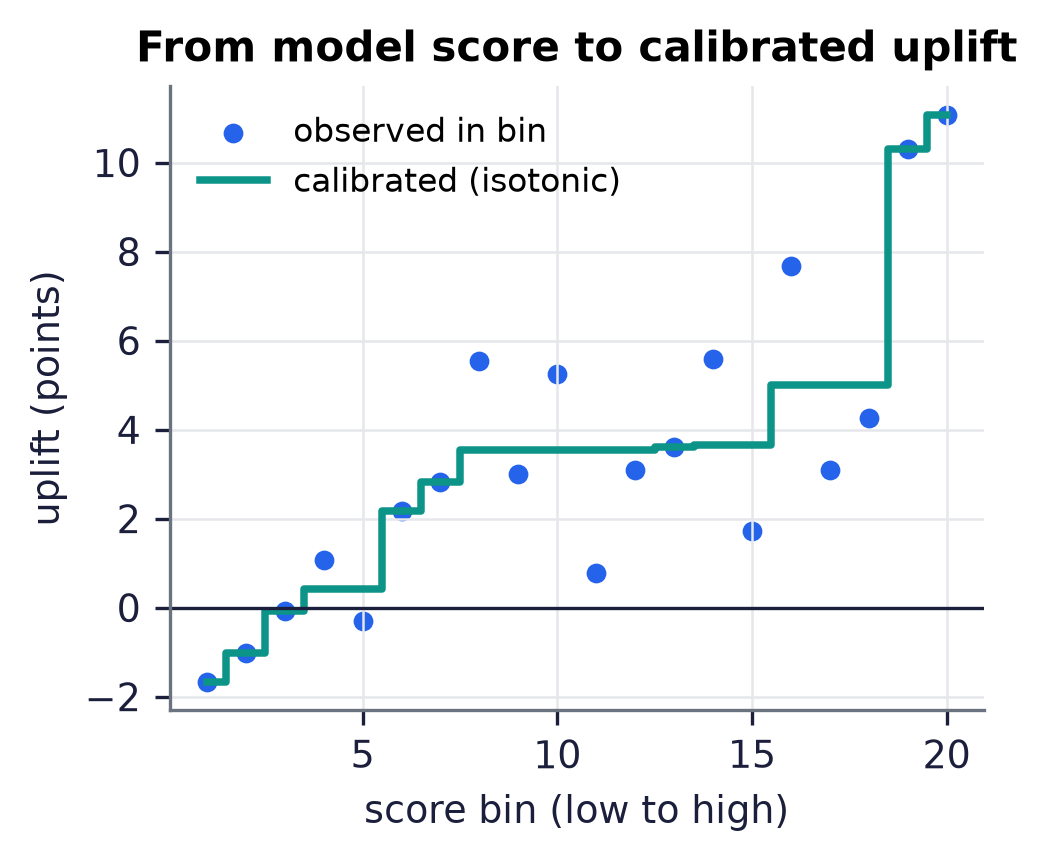 From model score to calibrated uplift
observed in bin
calibrated (isotonic)
uplift (points)
10
8
6
4
2
0
−2
5 10 15 20
score bin (low to high)